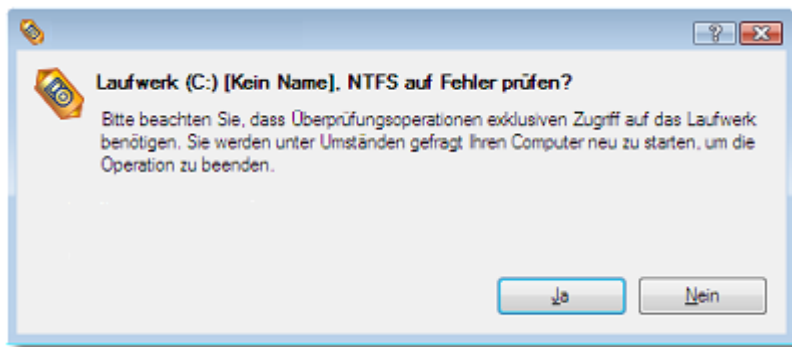 Laufwerk (C:) [Kein Name], NTFS auf Fehler prüfen?
Bitte beachten Sie, dass Überprüfungsoperationen exklusiven Zugriff auf das Laufwerk
benötigen. Sie werden unter Umständen gefragt Ihren Computer neu zu starten, um die
Operation zu beenden.
Ja
Nein